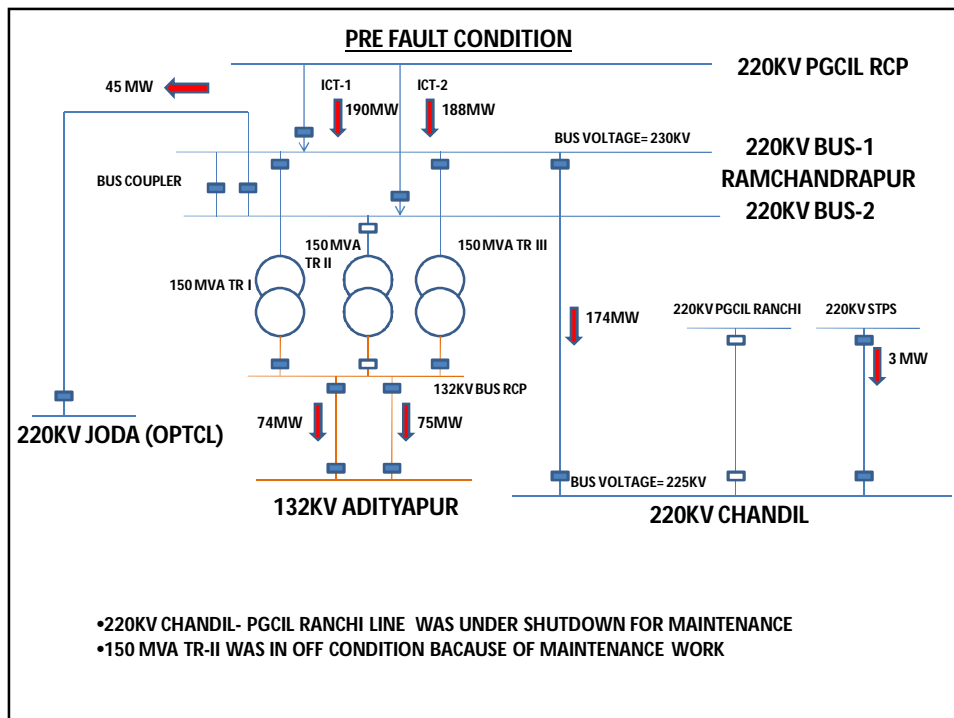 PRE FAULT CONDITION
220KV PGCIL RCP
45 MW
ICT-1
ICT-2
190MW
188MW
BUS VOLTAGE= 230KV
220KV BUS-1
BUS COUPLER
RAMCHANDRAPUR
220KV BUS-2
150 MVA
TR II
150 MVA TR III
150 MVA TR I
174MW
220KV PGCIL RANCHI
220KV STPS
3 MW
132KV BUS RCP
74MW
75MW
220KV JODA (OPTCL)
BUS VOLTAGE= 225KV
132KV ADITYAPUR
220KV CHANDIL
•220KV CHANDIL- PGCIL RANCHI LINE WAS UNDER SHUTDOWN FOR MAINTENANCE
•150 MVA TR-II WAS IN OFF CONDITION BACAUSE OF MAINTENANCE WORK